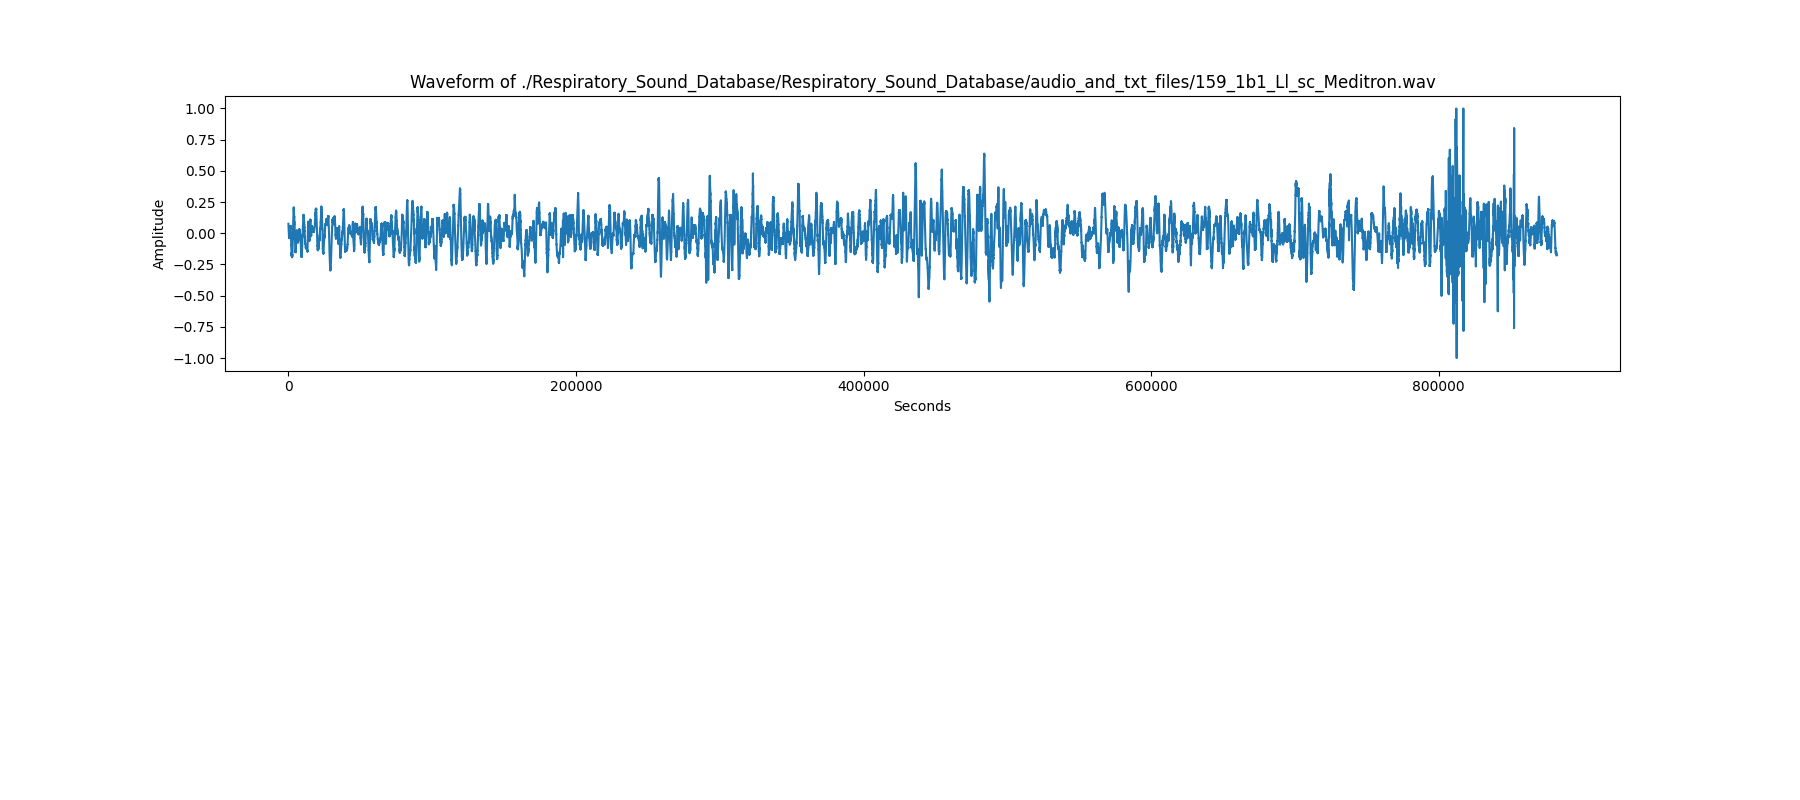 Waveform of ./Respiratory_Sound_Database/Respiratory_Sound_Database/audio_and_txt_files/159_1b1_Ll_sc_Meditron.wav
1.00
0.75
0.50
0.25
0.00
−0.25
−0.50
−0.75
−1.00
Amplitude
0 200000 400000 600000 800000
Seconds